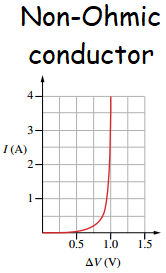 Non-Ohmic
conductor
I (A)
4
3
2
1
0.5 1.0 1.5
ΔV (V)